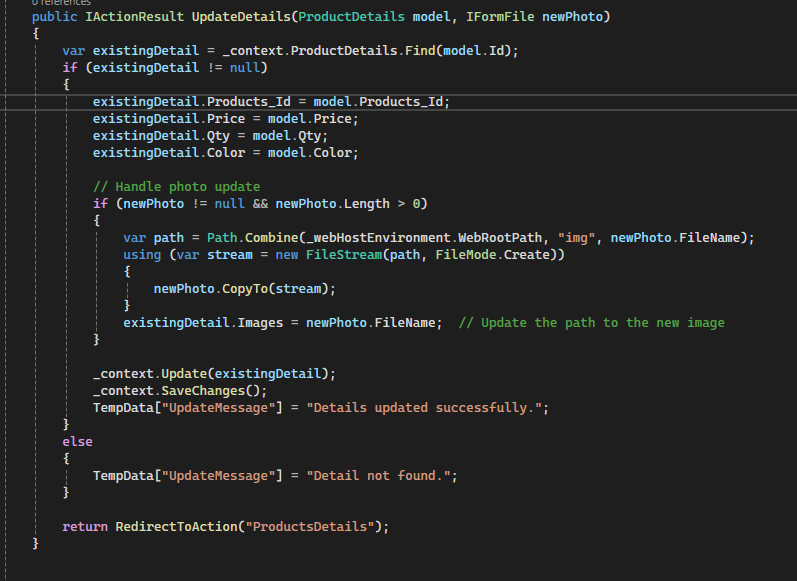 0 references
public IActionResult UpdateDetails(ProductDetails model, IFormFile newPhoto)
{
    var existingDetail = _context.ProductDetails.Find(model.Id);
    if (existingDetail != null)
    {
        existingDetail.Products_Id = model.Products_Id;
        existingDetail.Price = model.Price;
        existingDetail.Qty = model.Qty;
        existingDetail.Color = model.Color;

        // Handle photo update
        if (newPhoto != null && newPhoto.Length > 0)
        {
            var path = Path.Combine(_webHostEnvironment.WebRootPath, "img", newPhoto.FileName);
            using (var stream = new FileStream(path, FileMode.Create))
            {
                newPhoto.CopyTo(stream);
            }
            existingDetail.Images = newPhoto.FileName;  // Update the path to the new image
        }

        _context.Update(existingDetail);
        _context.SaveChanges();
        TempData["UpdateMessage"] = "Details updated successfully.";
    }
    else
    {
        TempData["UpdateMessage"] = "Detail not found.";
    }

    return RedirectToAction("ProductsDetails");
}